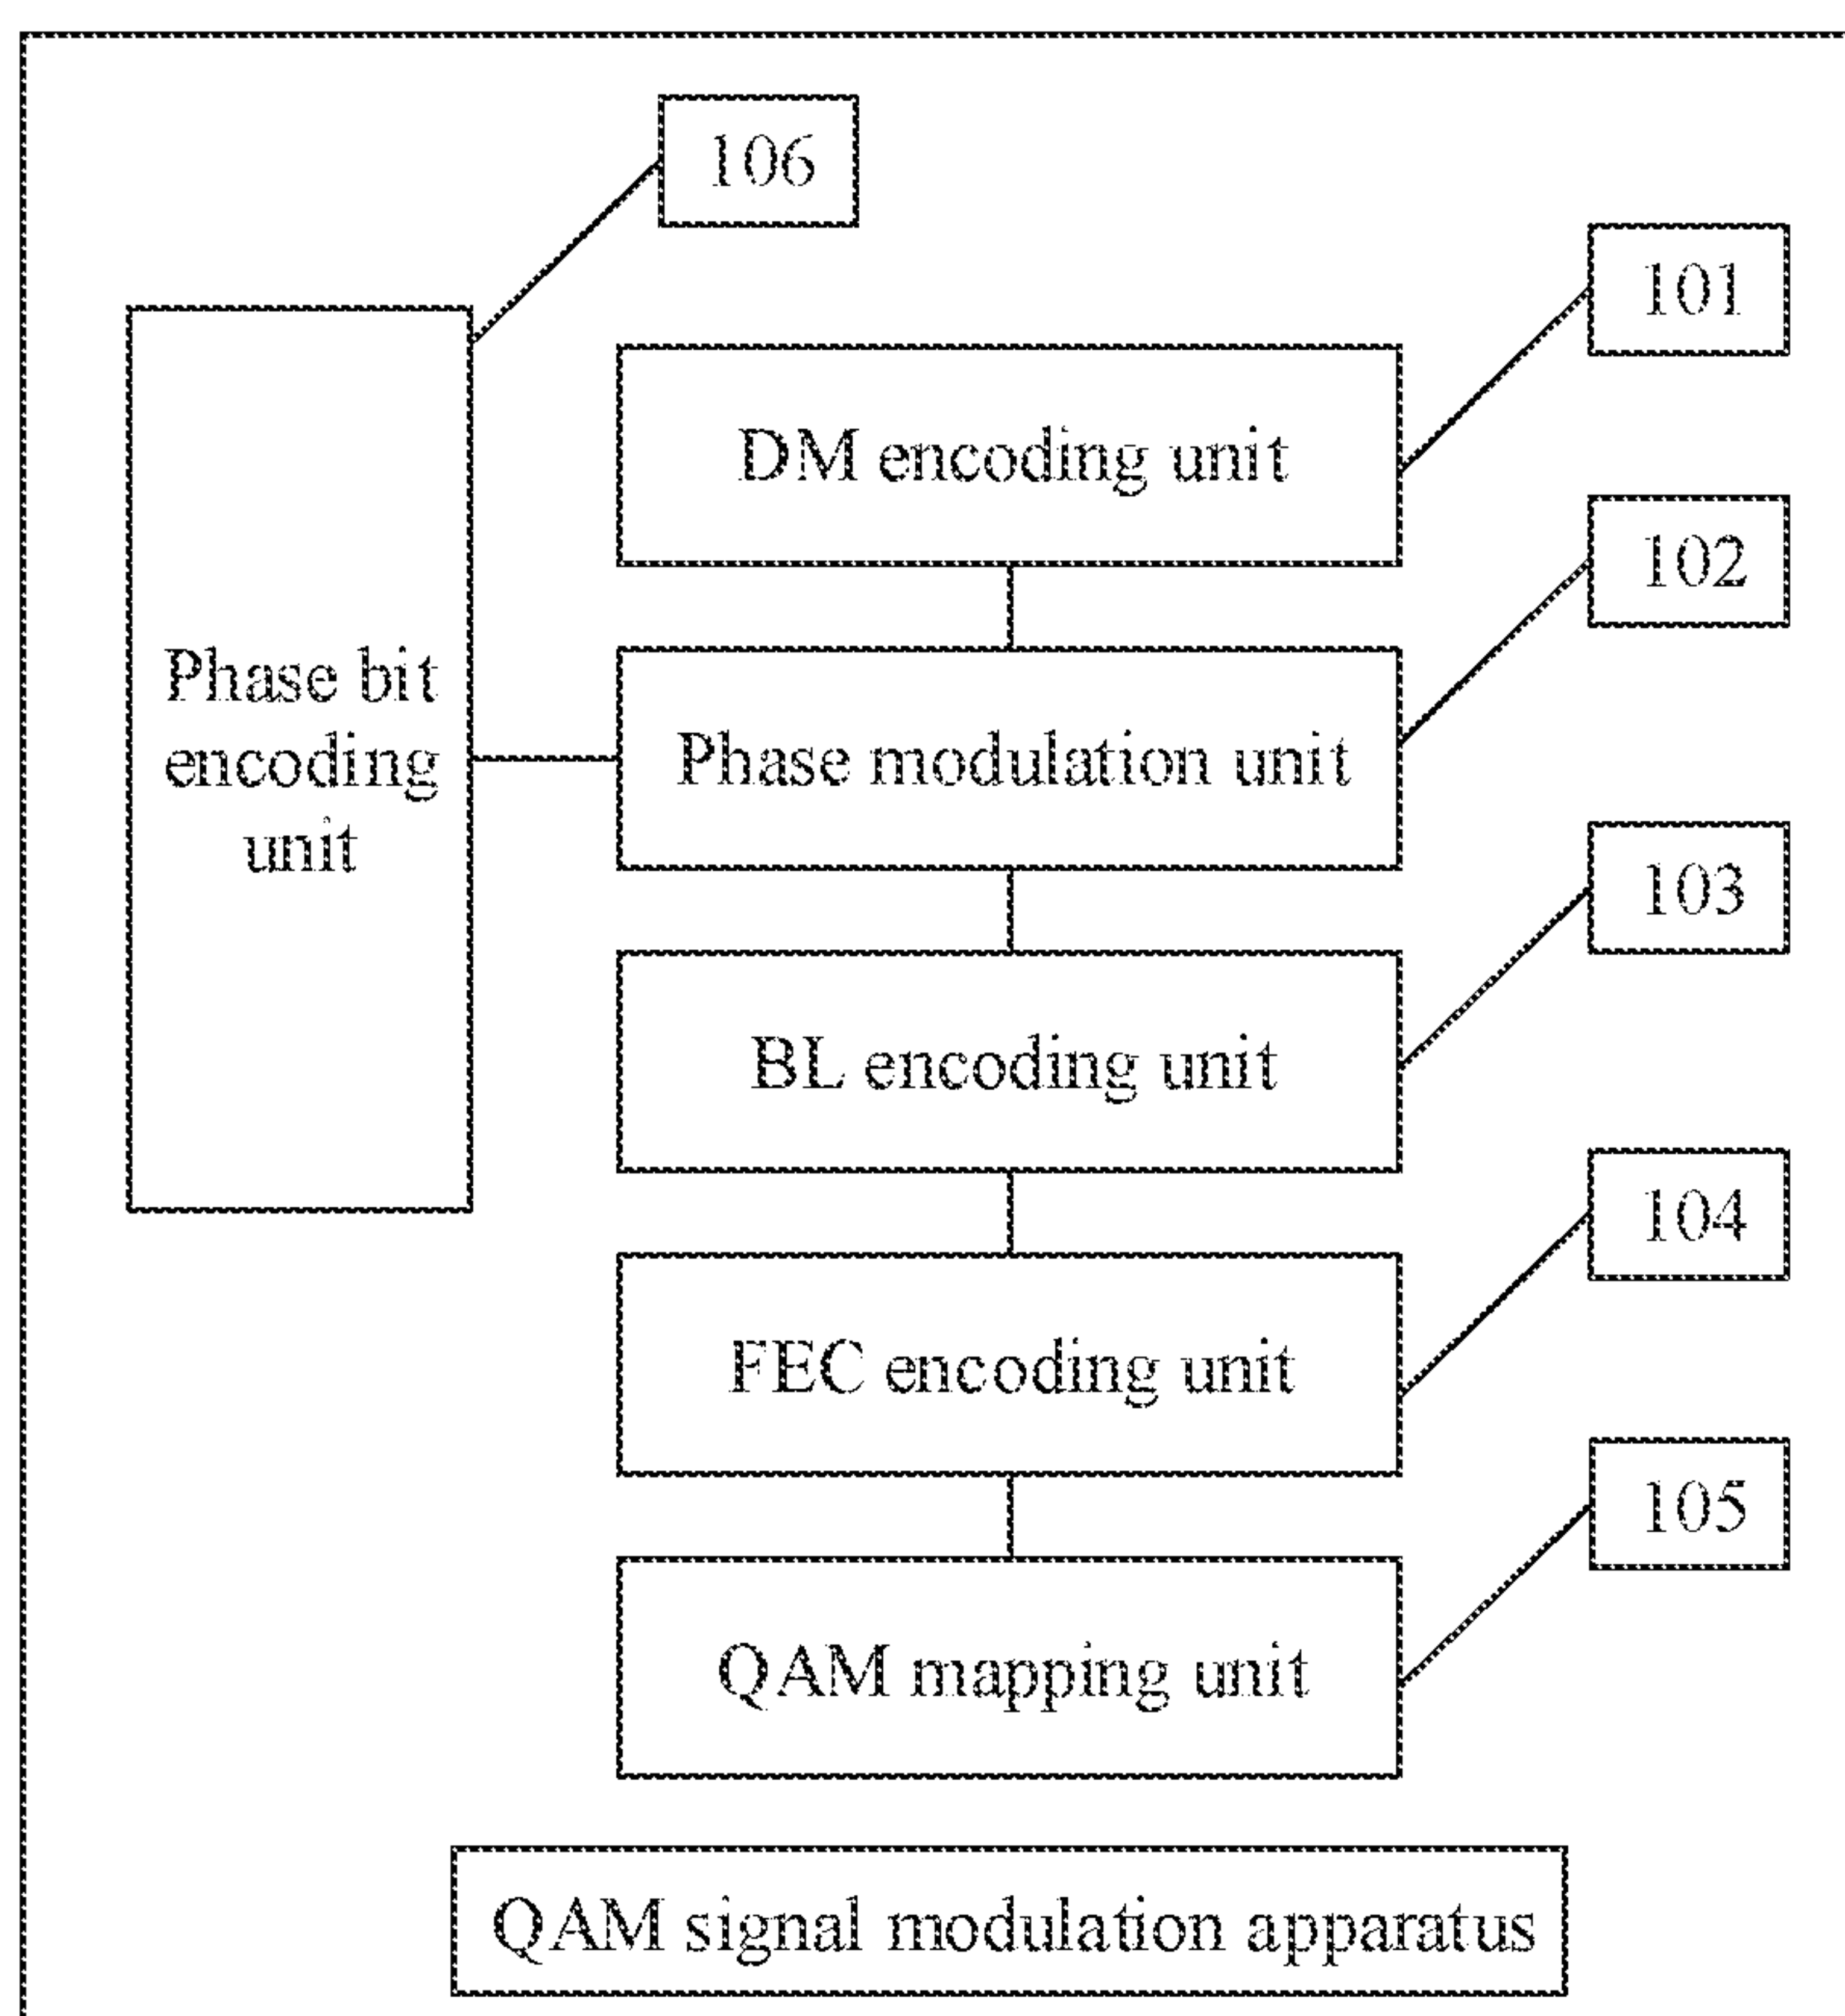 106
101
DM encoding unit
102
Phase bit
encoding
unit
Phase modulation unit
103
BL encoding unit
104
FEC encoding unit
105
QAM mapping unit
QAM signal modulation apparatus